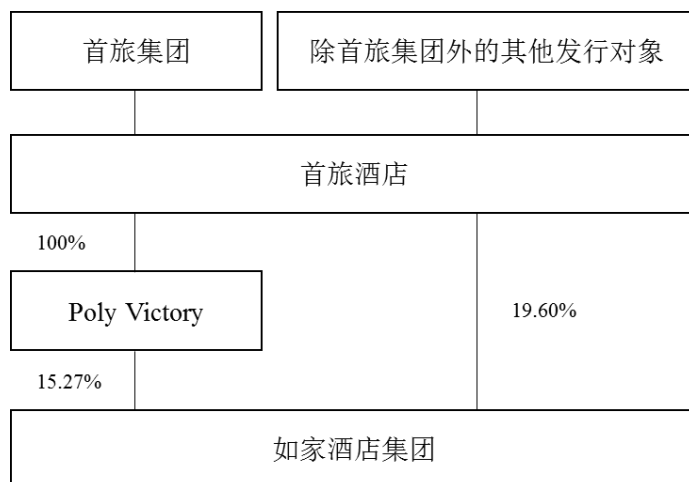 首旅集团
除首旅集团外的其他发行对象
首旅酒店
100%
Poly Victory
19.60%
15.27%
如家酒店集团